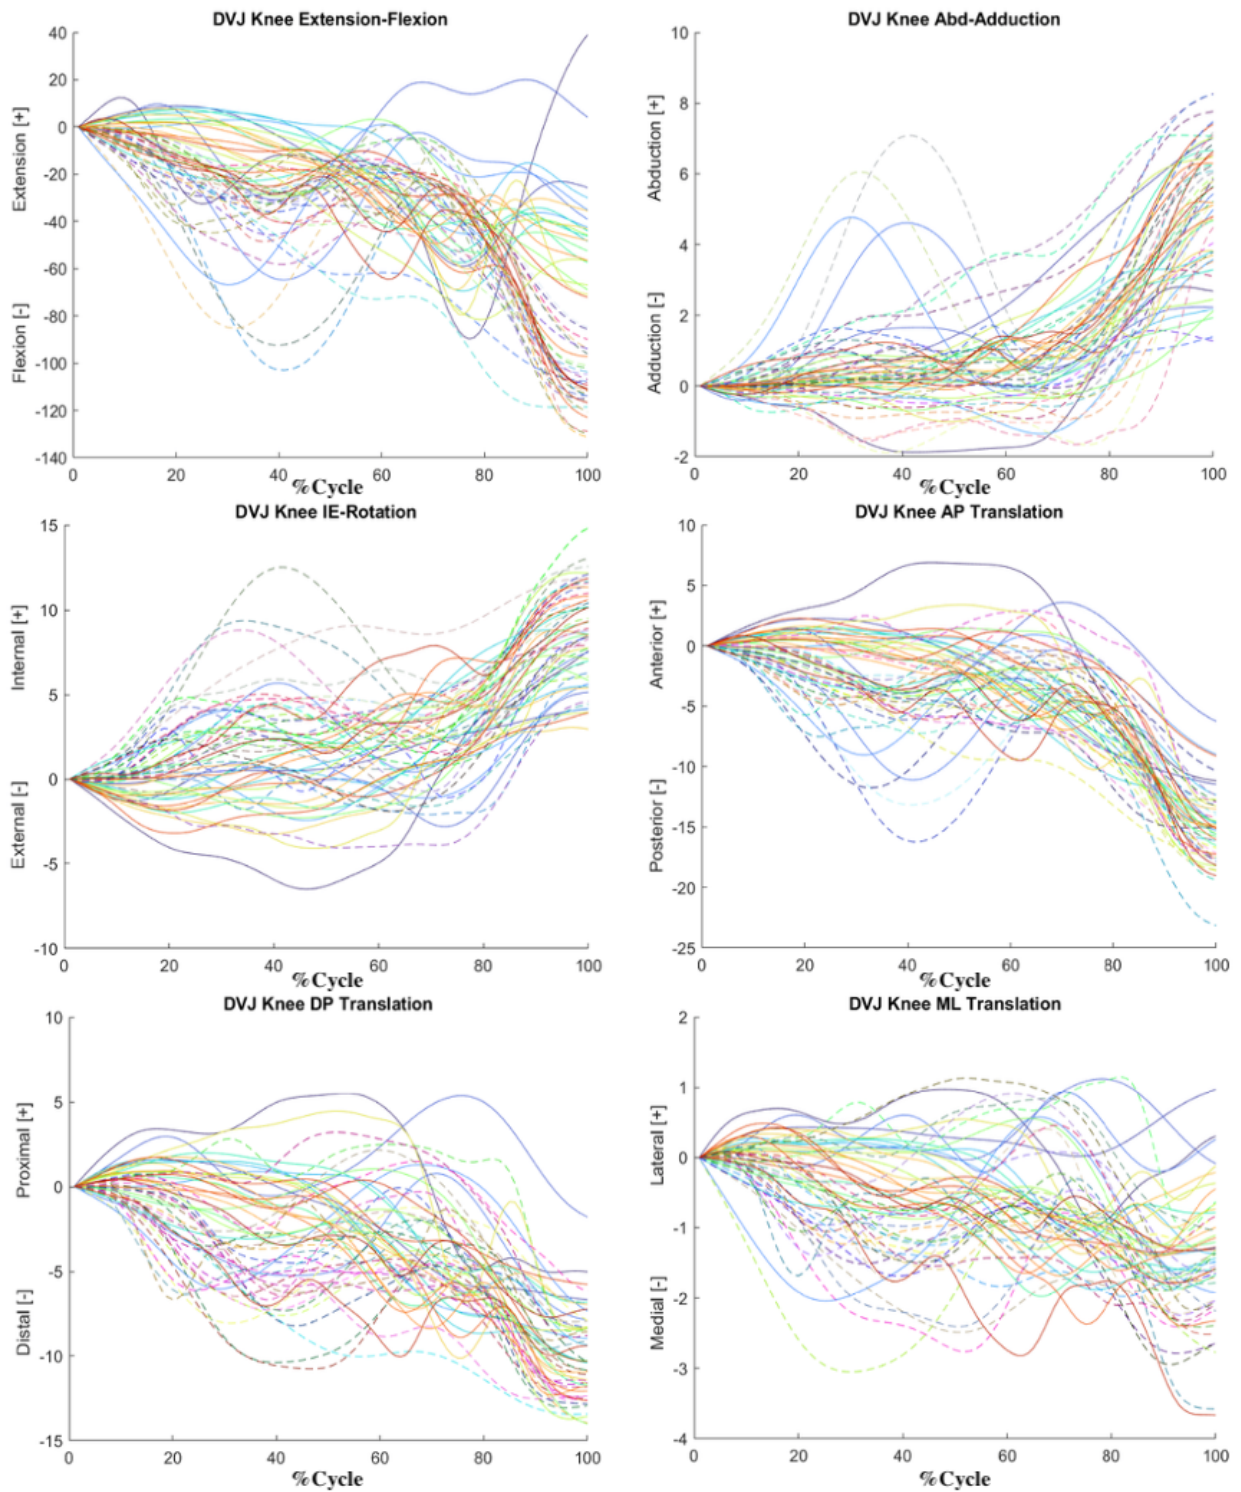 DVJ Knee Extension-Flexion
40
20
0
-20
-40
-60
-80
-100
-120
-140
Extension [+]
Flexion [-]
0 20 40 60 80 100
%Cycle
DVJ Knee Abd-Adduction
10
8
6
4
2
0
-2
Abduction [+]
Adduction [-]
0 20 40 60 80 100
%Cycle
DVJ Knee IE-Rotation
15
10
5
0
-5
-10
Internal [+]
External [-]
0 20 40 60 80 100
%Cycle
DVJ Knee AP Translation
10
5
0
-5
-10
-15
-20
-25
Anterior [+]
Posterior [-]
0 20 40 60 80 100
%Cycle
DVJ Knee DP Translation
10
5
0
-5
-10
-15
Proximal [+]
Distal [-]
0 20 40 60 80 100
%Cycle
DVJ Knee ML Translation
2
1
0
-1
-2
-3
-4
Lateral [+]
Medial [-]
0 20 40 60 80 100
%Cycle